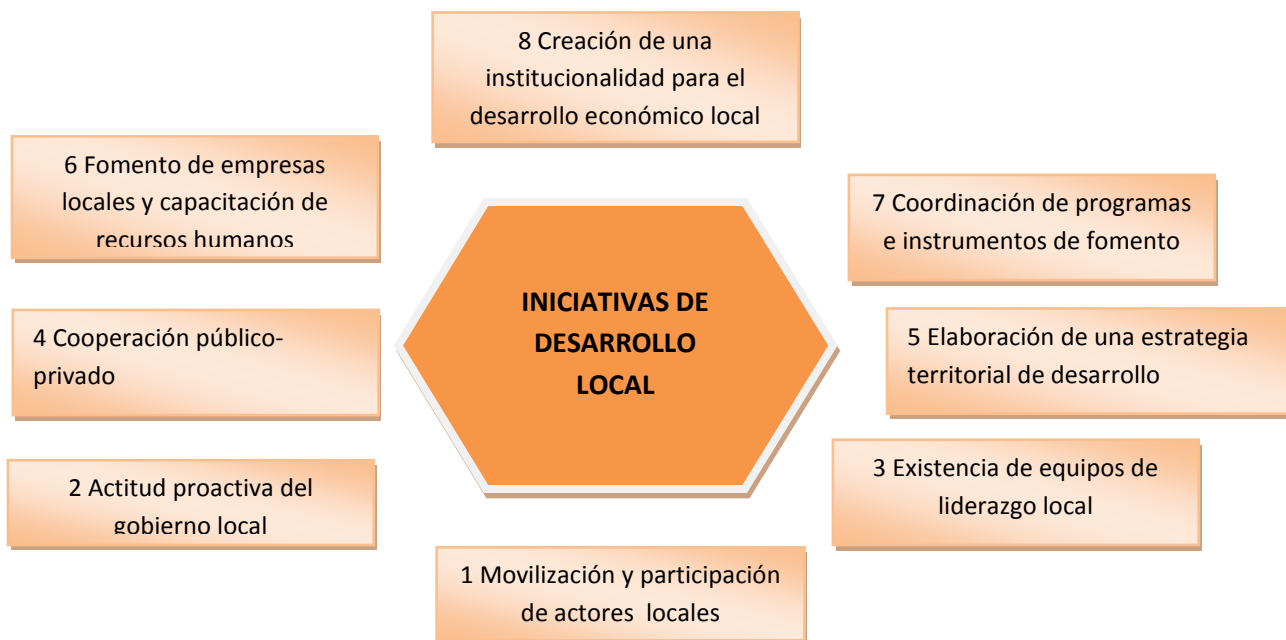 8 Creación de una
institucionalidad para el
desarrollo económico local
6 Fomento de empresas
locales y capacitación de
recursos humanos
7 Coordinación de programas
e instrumentos de fomento
INICIATIVAS DE
DESARROLLO
LOCAL
4 Cooperación público-
privado
5 Elaboración de una estrategia
territorial de desarrollo
2 Actitud proactiva del
gobierno local
3 Existencia de equipos de
liderazgo local
1 Movilización y participación
de actores  locales